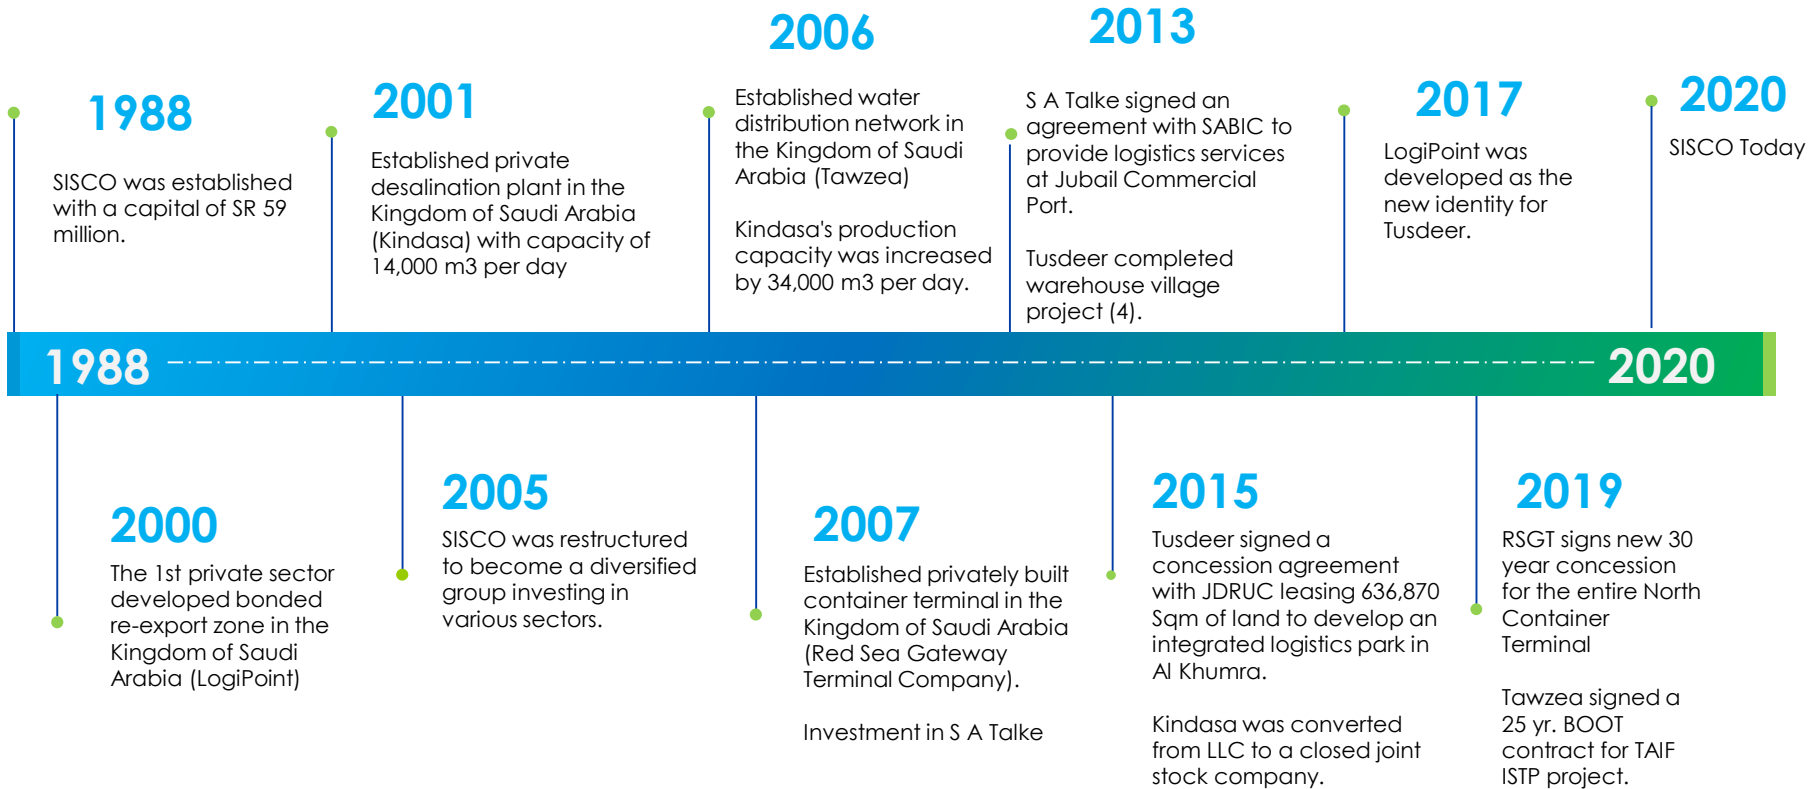 1988
SISCO was established
with a capital of SR 59
million.
2001
Established private
desalination plant in the
Kingdom of Saudi Arabia
(Kindasa) with capacity of
14,000 m3 per day
2006
Established water
distribution network in
the Kingdom of Saudi
Arabia (Tawzea)
Kindasa's production
capacity was increased
by 34,000 m3 per day.
2013
S A Talke signed an
agreement with SABIC to
provide logistics services
at Jubail Commercial
Port.
Tusdeer completed
warehouse village
project (4).
2017
LogiPoint was
developed as the
new identity for
Tusdeer.
2020
SISCO Today
1988
2020
2000
The 1st private sector
developed bonded
re-export zone in the
Kingdom of Saudi
Arabia (LogiPoint)
2005
SISCO was restructured
to become a diversified
group investing in
various sectors.
2007
Established privately built
container terminal in the
Kingdom of Saudi Arabia
(Red Sea Gateway
Terminal Company).
Investment in S A Talke
2015
Tusdeer signed a
concession agreement
with JDRUC leasing 636,870
Sqm of land to develop an
integrated logistics park in
Al Khumra.
Kindasa was converted
from LLC to a closed joint
stock company.
2019
RSGT signs new 30
year concession
for the entire North
Container
Terminal
Tawzea signed a
25 yr. BOOT
contract for TAIF
ISTP project.